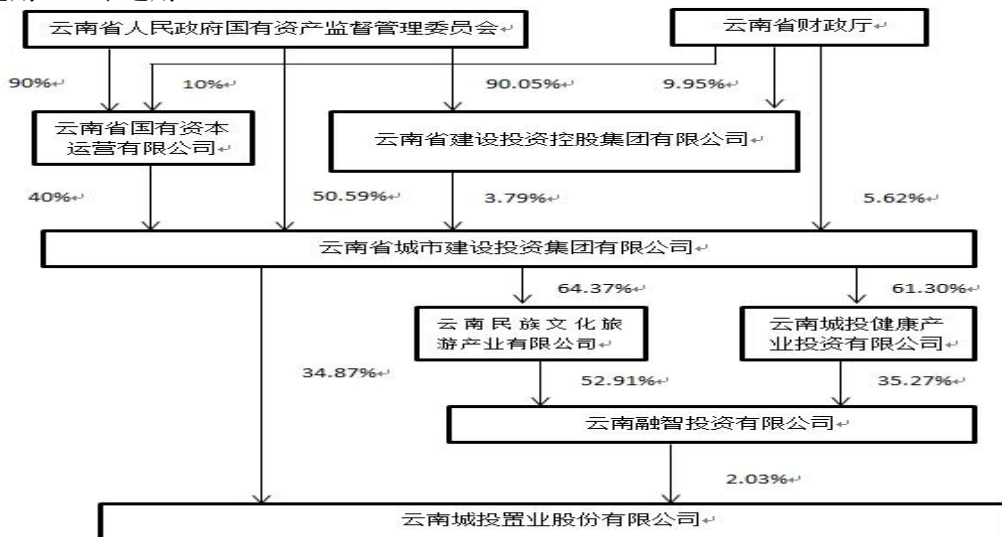 云南省人民政府国有资产监督管理委员会
云南省财政厅
90%
10%
90.05%
9.95%
云南省国有资本
运营有限公司
云南省建设投资控股集团有限公司
40%
50.59%
3.79%
5.62%
云南省城市建设投资集团有限公司
64.37%
61.30%
云南民族文化旅
游产业有限公司
云南城投健康产
业投资有限公司
34.87%
52.91%
35.27%
云南融智投资有限公司
2.03%
云南城投置业股份有限公司